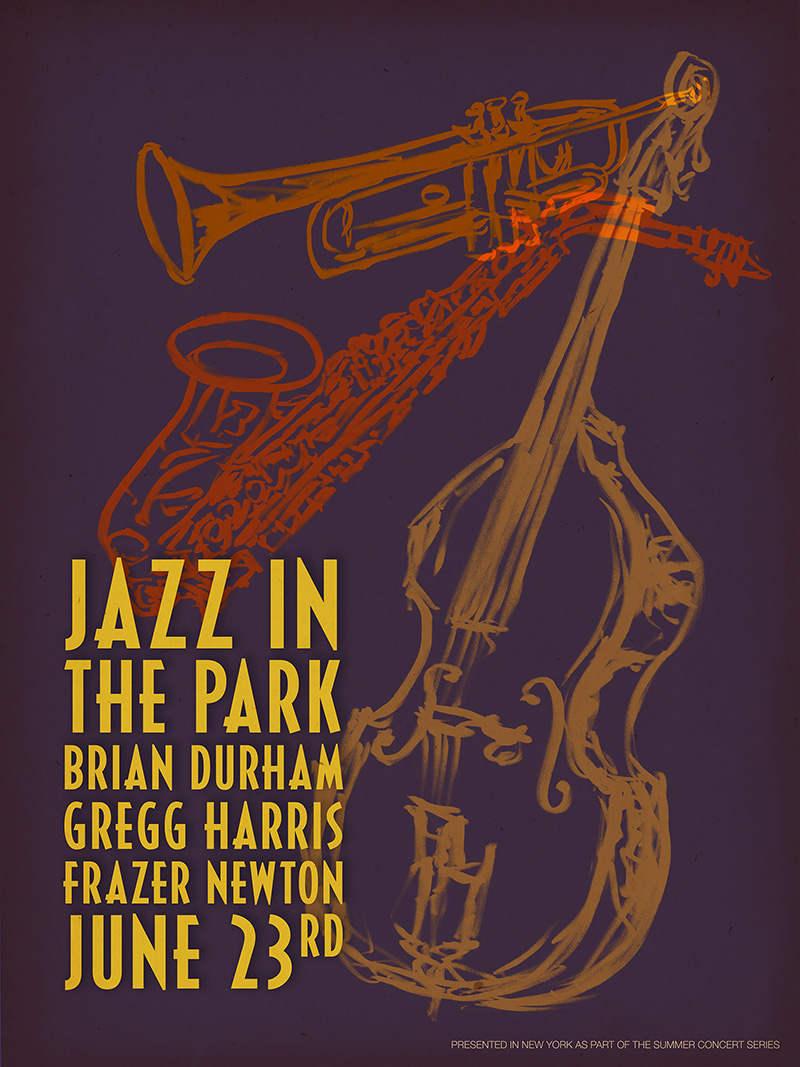 JAZZ IN
THE PARK
BRIAN DURHAM
GREGG HARRIS
FRAZER NEWTON
JUNE 23RD
PRESENTED IN NEW YORK AS PART OF THE SUMMER CONCERT SERIES